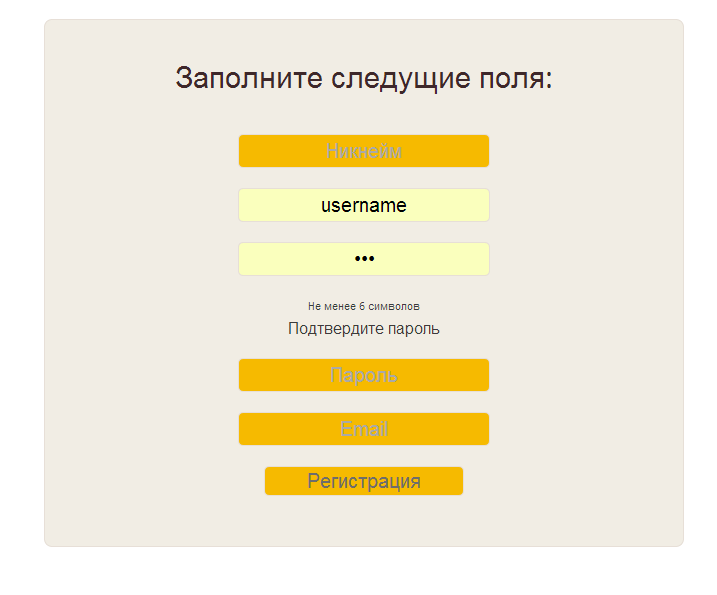 Заполните следущие поля:
Никнейм
username
•••
Не менее 6 символов
Подтвердите пароль
Пароль
Email
Регистрация